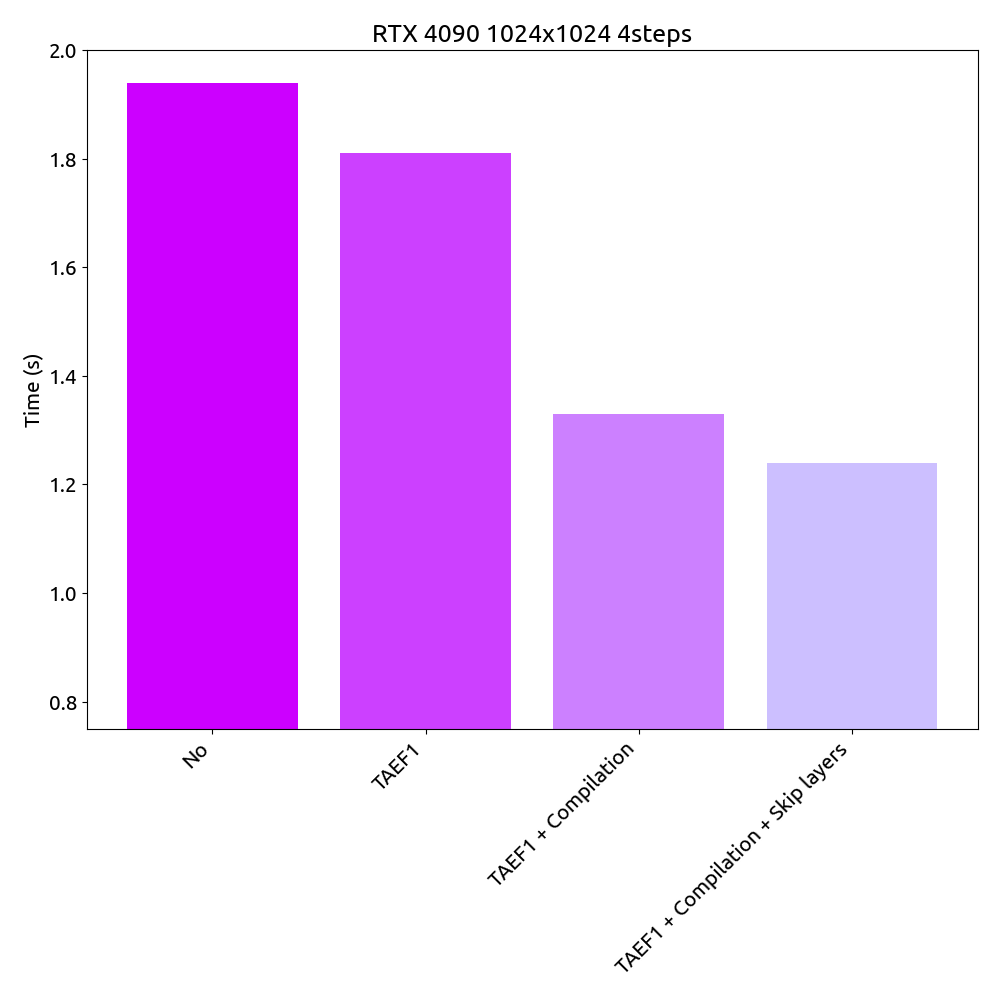 RTX 4090 1024x1024 4steps
2.0
1.8
1.6
1.4
1.2
1.0
0.8
Time (s)
No
TAEF1
TAEF1 + Compilation
TAEF1 + Compilation + Skip layers